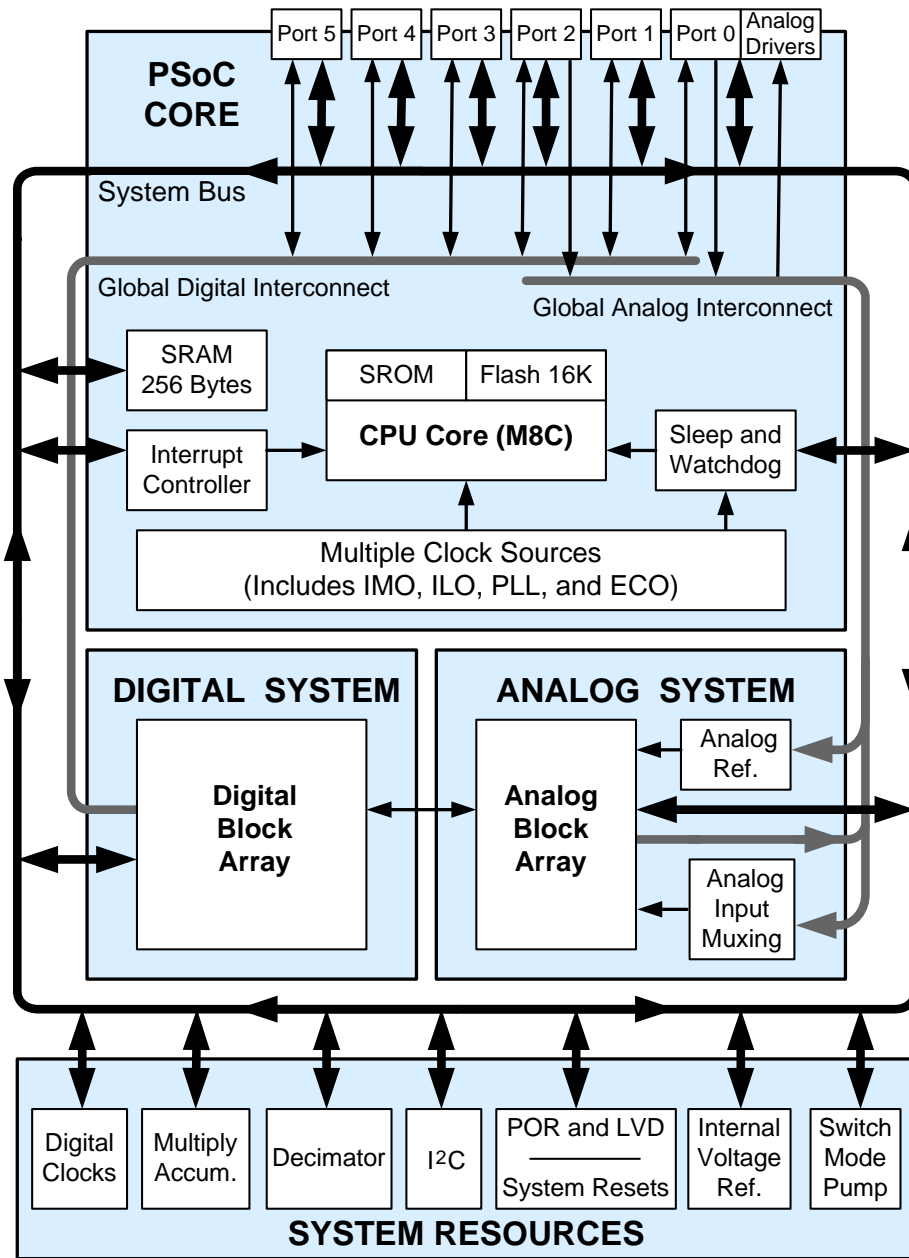 Port 5
Port 4
Port 3
Port 2
Port 1
Port 0
Analog
Drivers
PSoC
CORE
System Bus
Global Digital Interconnect
Global Analog Interconnect
SRAM
256 Bytes
SROM
Flash 16K
CPU Core (M8C)
Interrupt
Controller
Sleep and
Watchdog
Multiple Clock Sources
(Includes IMO, ILO, PLL, and ECO)
DIGITAL SYSTEM
ANALOG SYSTEM
Digital
Block
Array
Analog
Block
Array
Analog
Ref.
Analog
Input
Muxing
Digital
Clocks
Multiply
Accum.
Decimator
I²C
POR and LVD
System Resets
Internal
Voltage
Ref.
Switch
Mode
Pump
SYSTEM RESOURCES